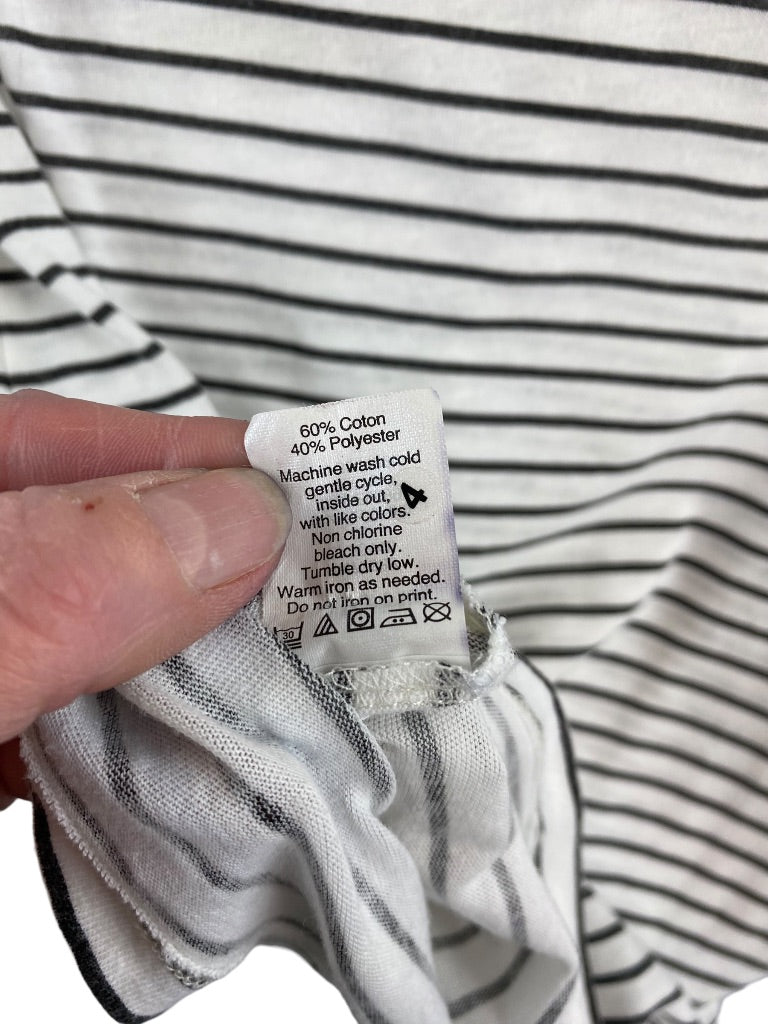 60% Coton
40% Polyester
Machine wash cold
gentle cycle,
inside out,
with like colors.
4
Non chlorine
bleach only.
Tumble dry low.
Warm iron as needed.
Do not iron on print.
30